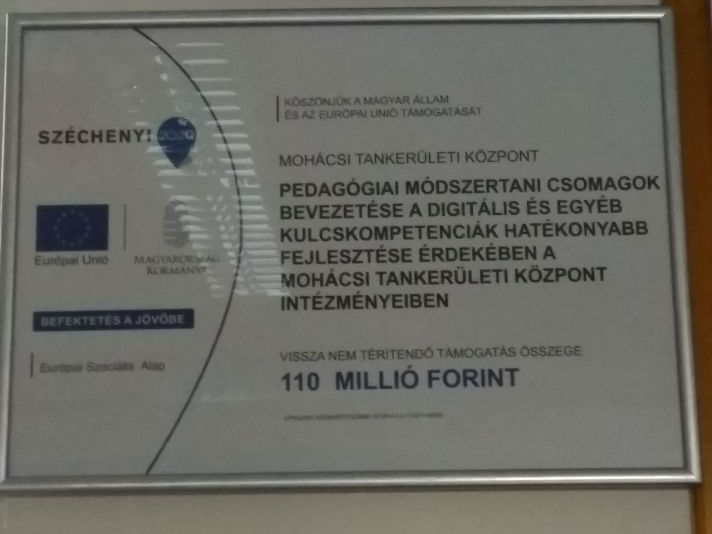 SZÉCHENYI 2020
Európai Unió
MAGYARORSZÁG
KORMÁNYA
BEFEKTETÉS A JÖVŐBE
Európai Szociális Alap
KÖSZÖNJÜK A MAGYAR ÁLLAM
ÉS AZ EURÓPAI UNIÓ TÁMOGATÁSÁT
MOHÁCSI TANKERÜLETI KÖZPONT
PEDAGÓGIAI MÓDSZERTANI CSOMAGOK
BEVEZETÉSE A DIGITÁLIS ÉS EGYÉB
KULCSKOMPETENCIÁK HATÉKONYABB
FEJLESZTÉSE ÉRDEKÉBEN A
MOHÁCSI TANKERÜLETI KÖZPONT
INTÉZMÉNYEIBEN
VISSZA NEM TÉRÍTENDŐ TÁMOGATÁS ÖSSZEGE
110 MILLIÓ FORINT